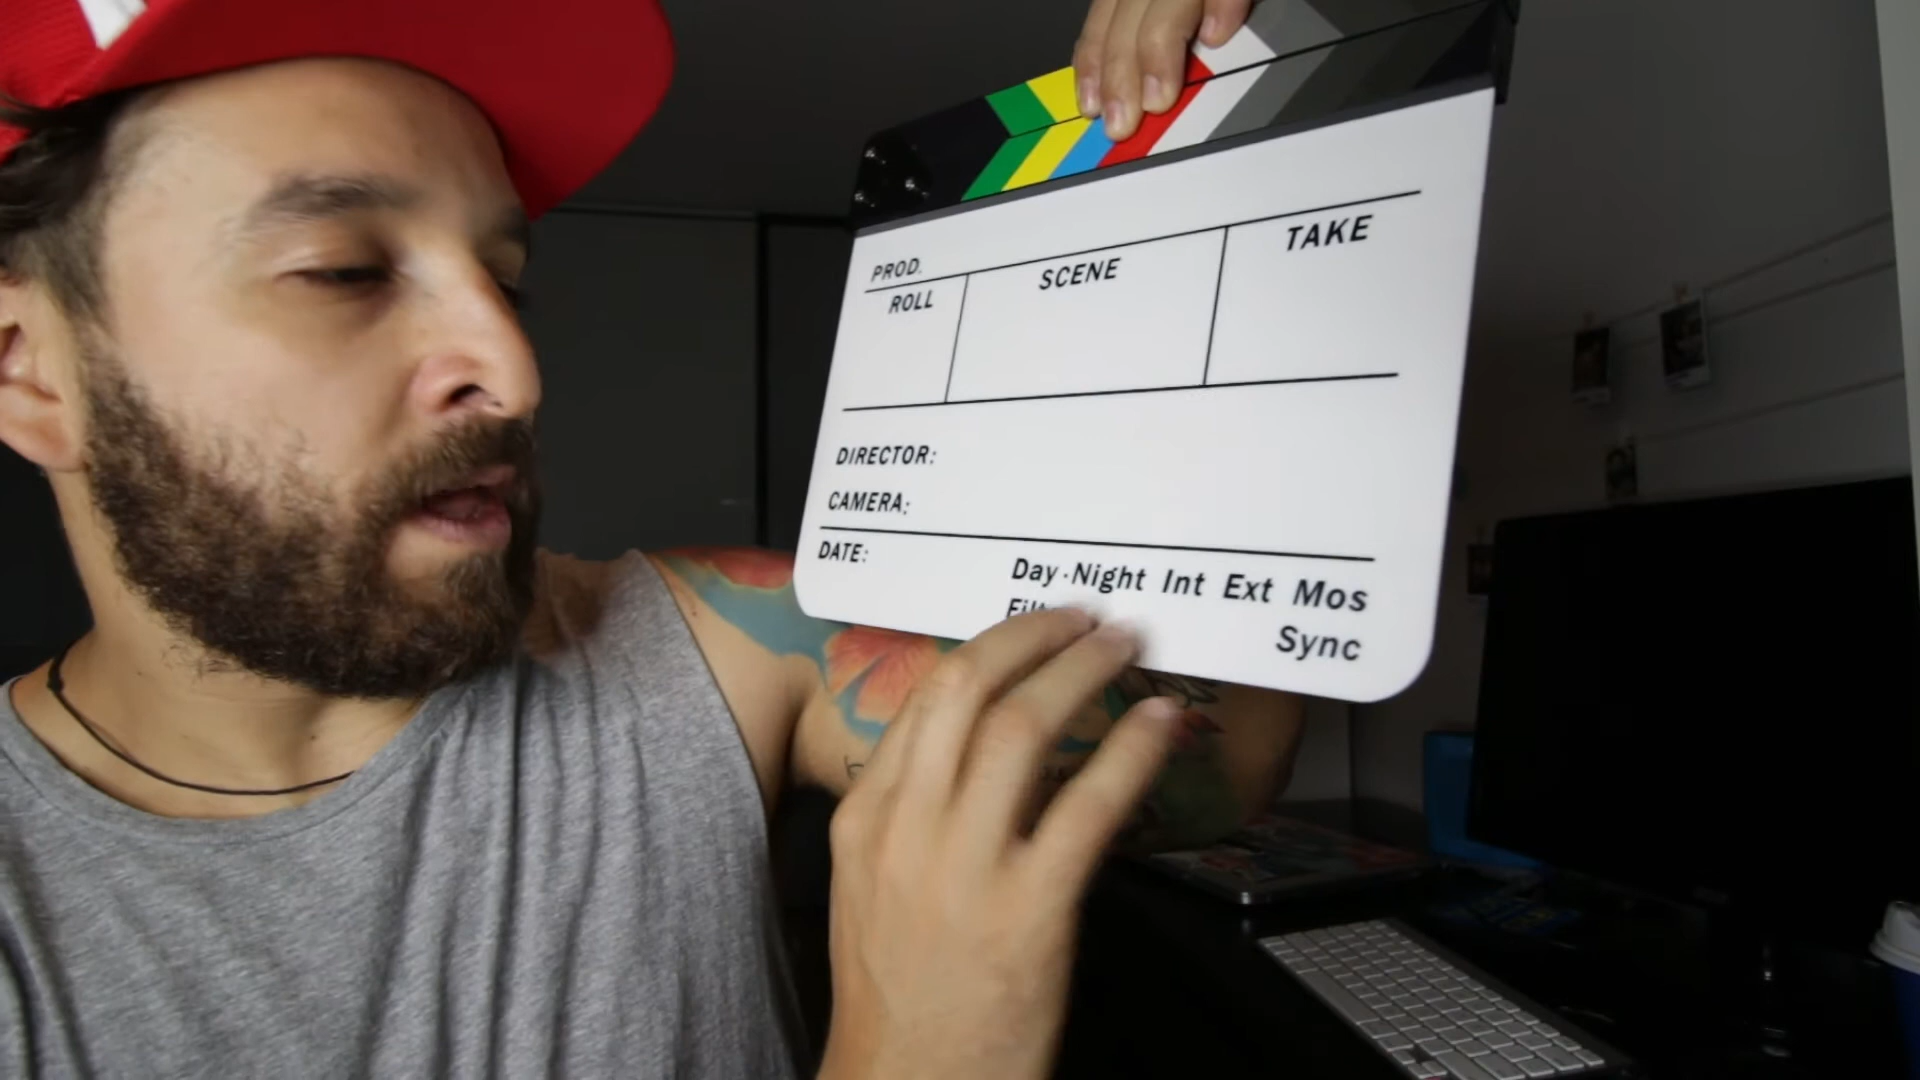 PROD.
ROLL SCENE TAKE
DIRECTOR:
CAMERA:
DATE:
Day·Night Int Ext Mos
Sync